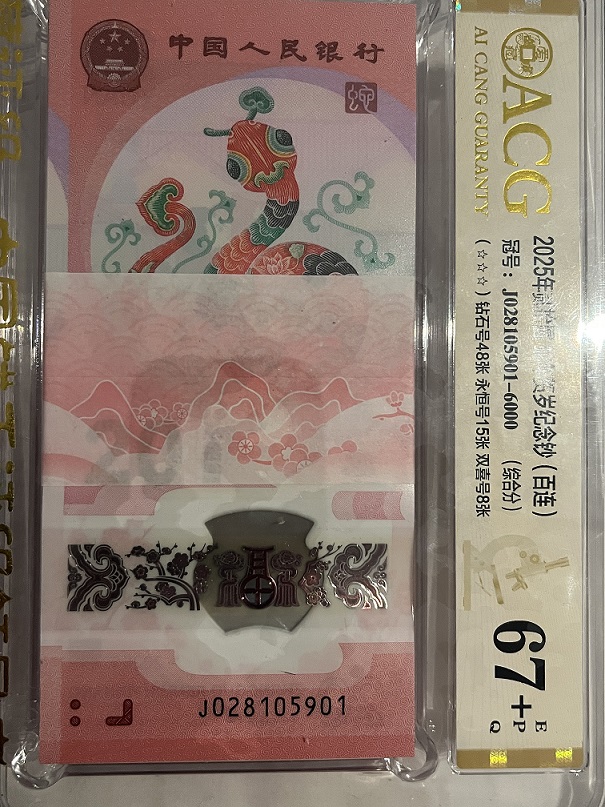 中国人民银行
J028105901
ACG
AI CANG GUARANTY
2025年 岁纪念钞（百连）
冠号：J028105901-6000 （综合分）
（☆☆☆）钻石号48张 永恒号15张 双喜号8张
67+
E
P
Q